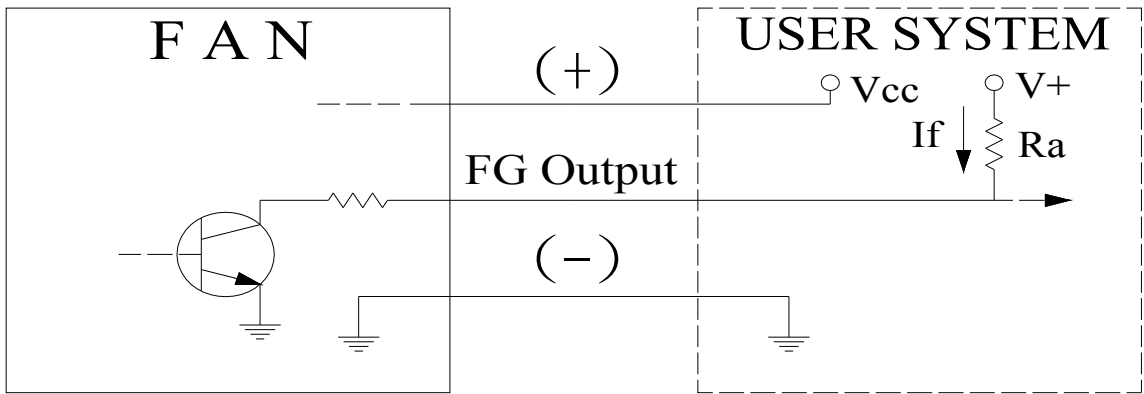 F A N
USER SYSTEM
(+)
Vcc
V+
If
Ra
FG Output
(-)